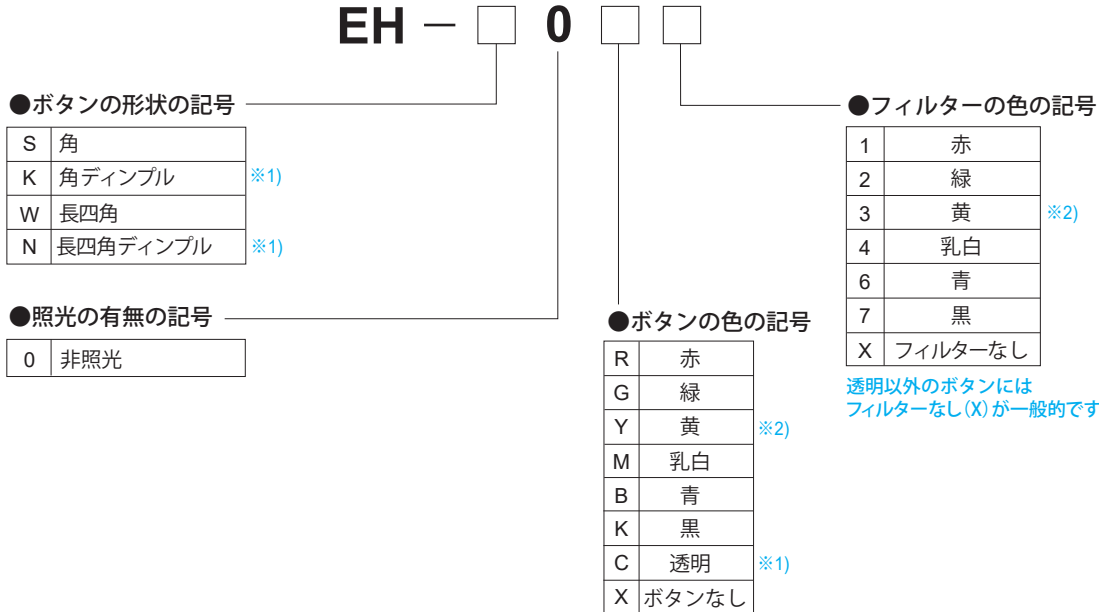 EH － □ 0 □ □
●ボタンの形状の記号
S 角
K 角ディンプル ※1)
W 長四角
N 長四角ディンプル ※1)
●照光の有無の記号
0 非照光
●ボタンの色の記号
R 赤
G 緑
Y 黄 ※2)
M 乳白
B 青
K 黒
C 透明 ※1)
X ボタンなし
●フィルターの色の記号
1 赤
2 緑
3 黄 ※2)
4 乳白
6 青
7 黒
X フィルターなし
透明以外のボタンには
フィルターなし(X)が一般的です